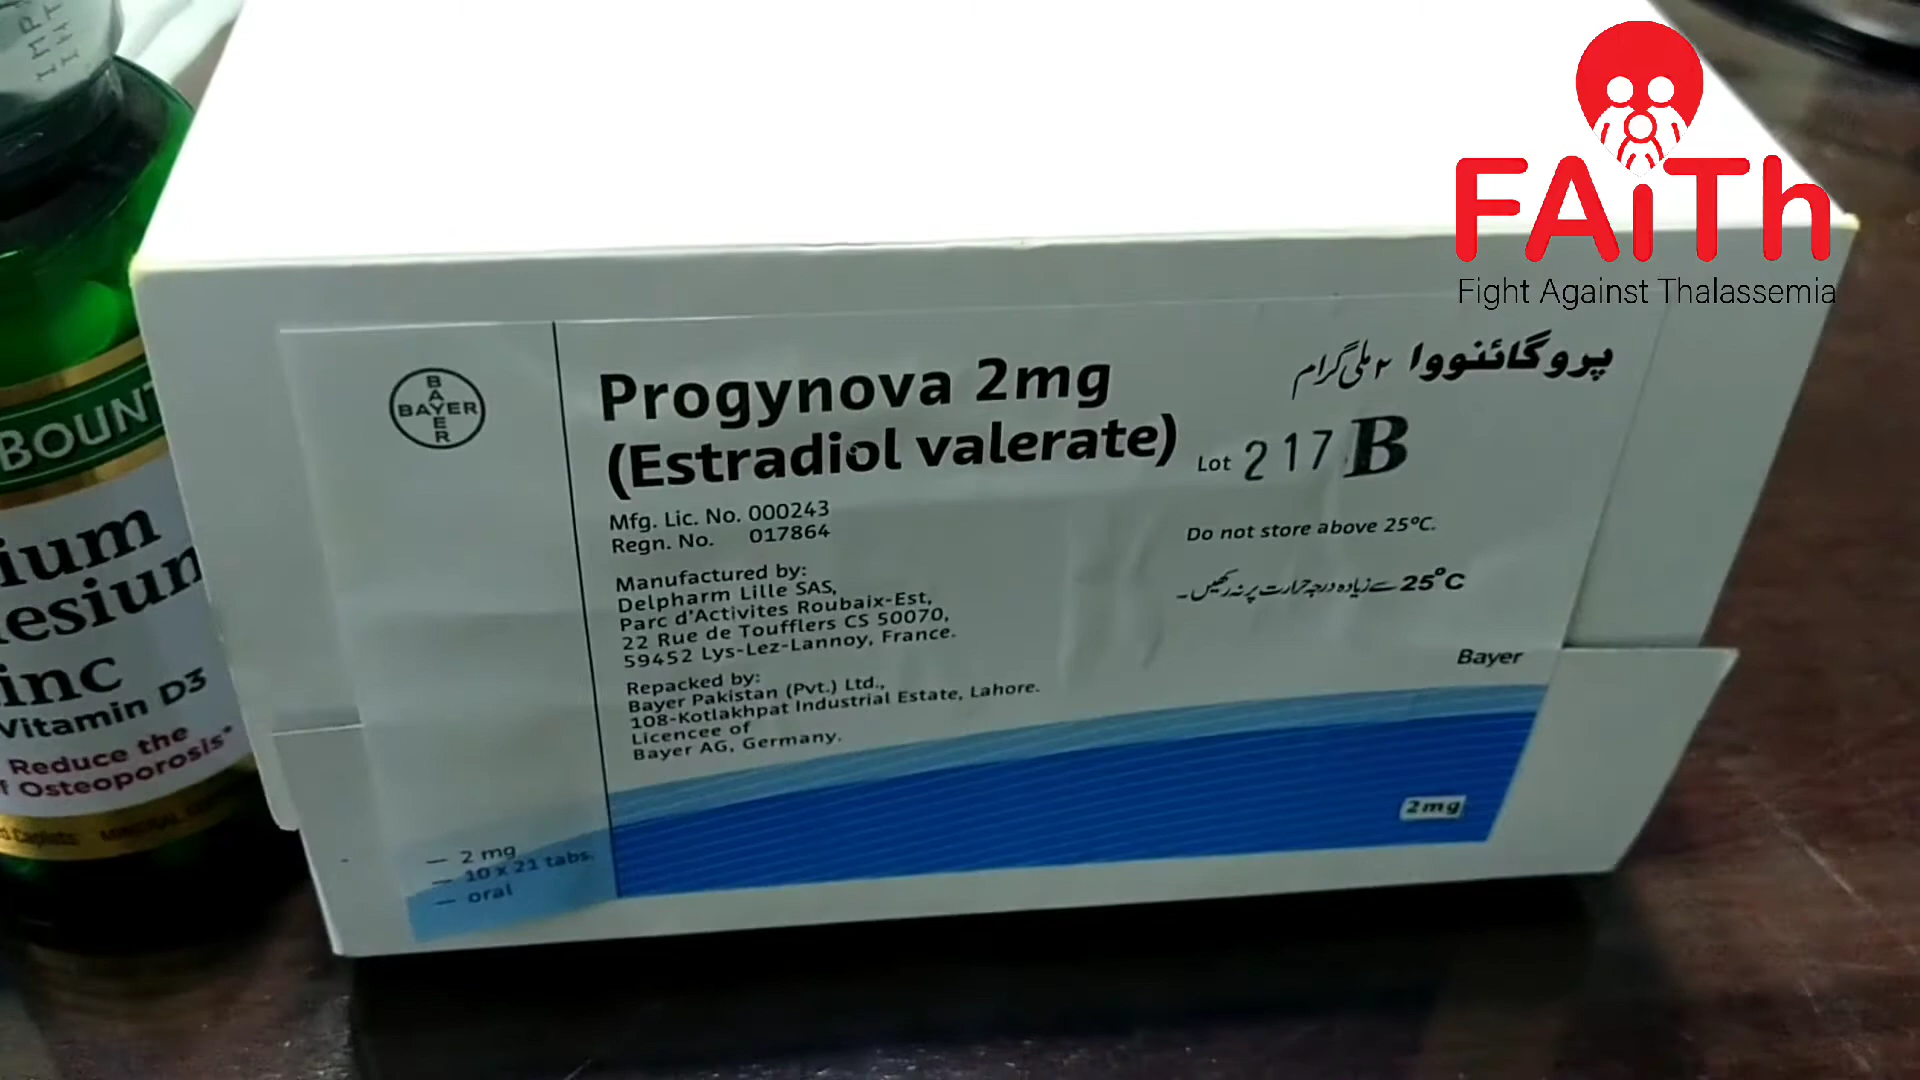 FAiTh
Fight Against Thalassemia
BAYER
BAYER
Progynova 2mg
(Estradiol valerate)
پروگائنووا ۲ ملی گرام
Lot 217 B
Mfg. Lic. No. 000243
Regn. No. 017864
Do not store above 25°C.
25°C سے زیادہ درجہ حرارت پر نہ رکھیں۔
Manufactured by:
Delpharm Lille SAS,
Parc d'Activites Roubaix-Est,
22 Rue de Toufflers CS 50070,
59452 Lys-Lez-Lannoy, France.
Repacked by:
Bayer Pakistan (Pvt.) Ltd.,
108-Kotlakhpat Industrial Estate, Lahore.
Licencee of
Bayer AG, Germany.
Bayer
2mg
— 2 mg
— 10 x 21 tabs.
— oral
BOUNT
ium
esium
inc
Vitamin D3
Reduce the
f Osteoporosis*